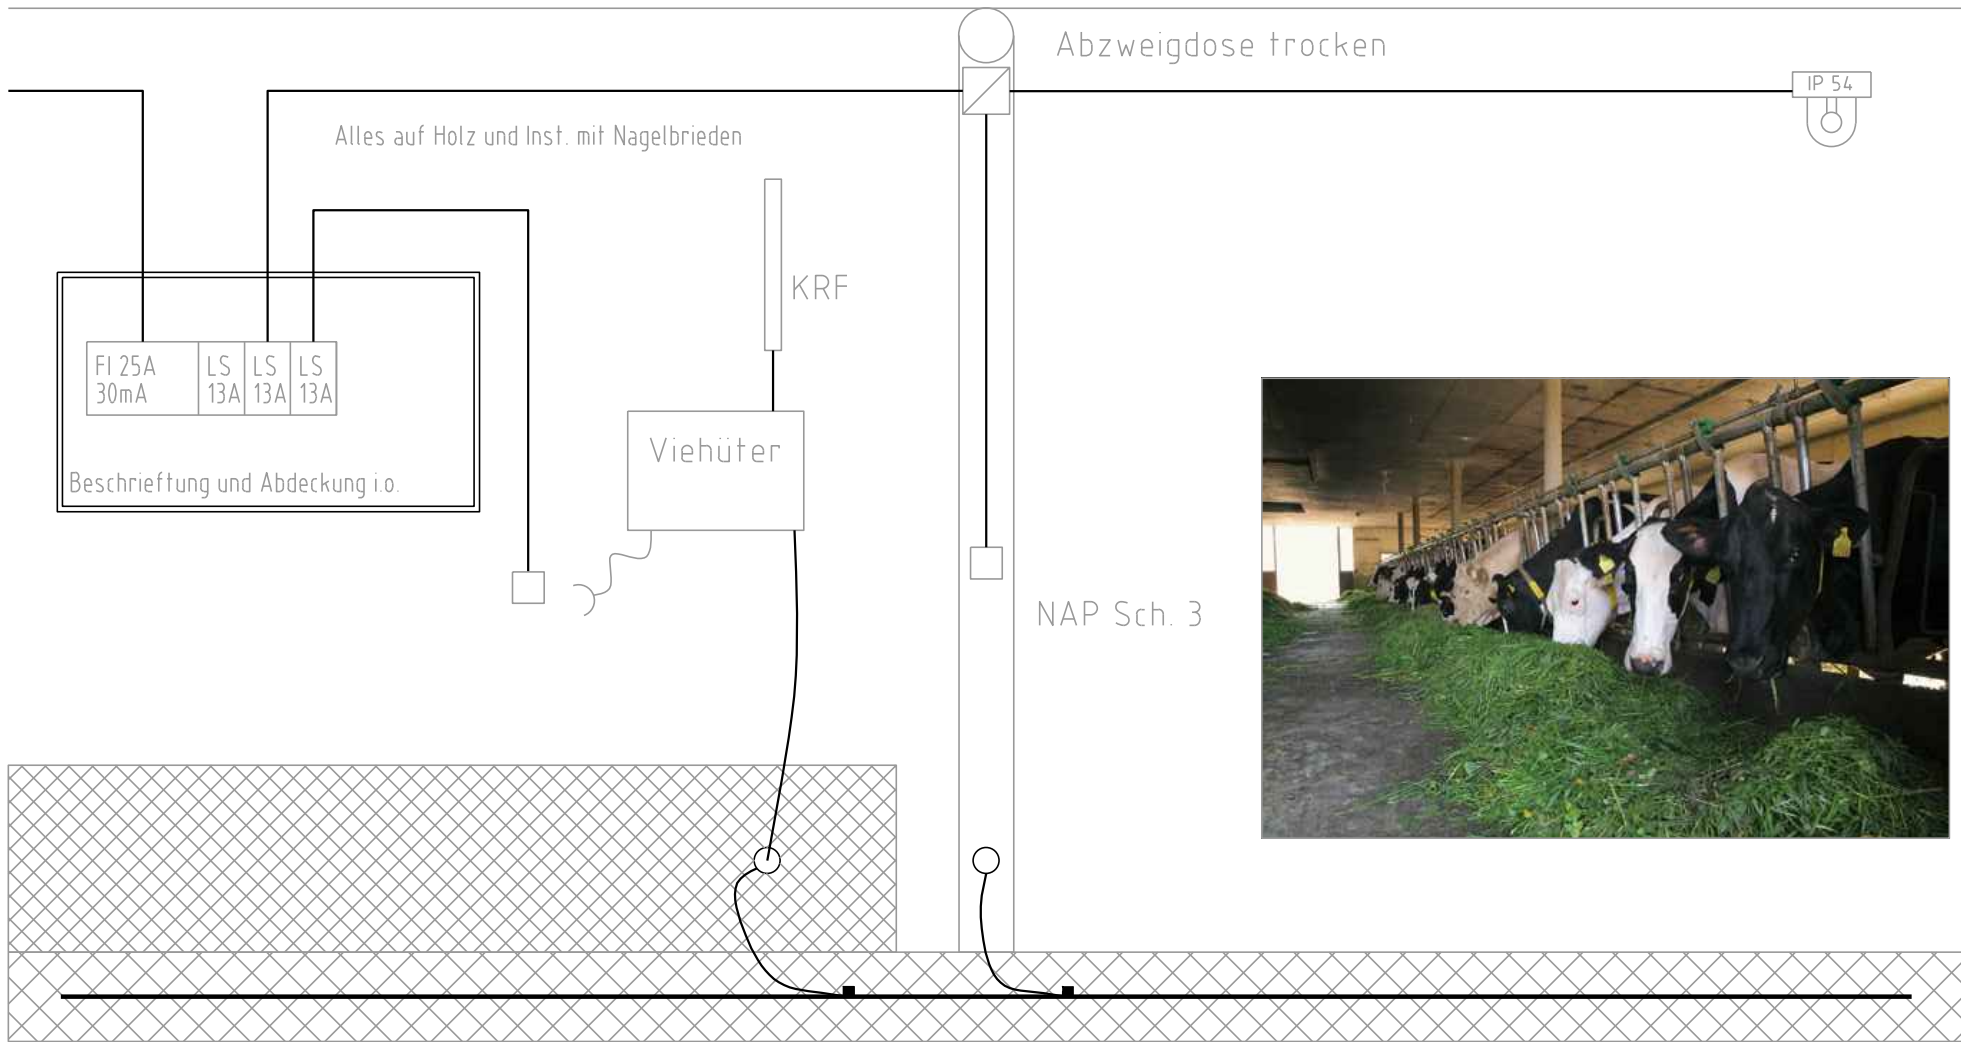 Abzweigdose trocken
IP 54
Alles auf Holz und Inst. mit Nagelbrieden
KRF
FI 25A
30mA
LS
13A
LS
13A
LS
13A
Viehüter
Beschrieftung und Abdeckung i.o.
NAP Sch. 3